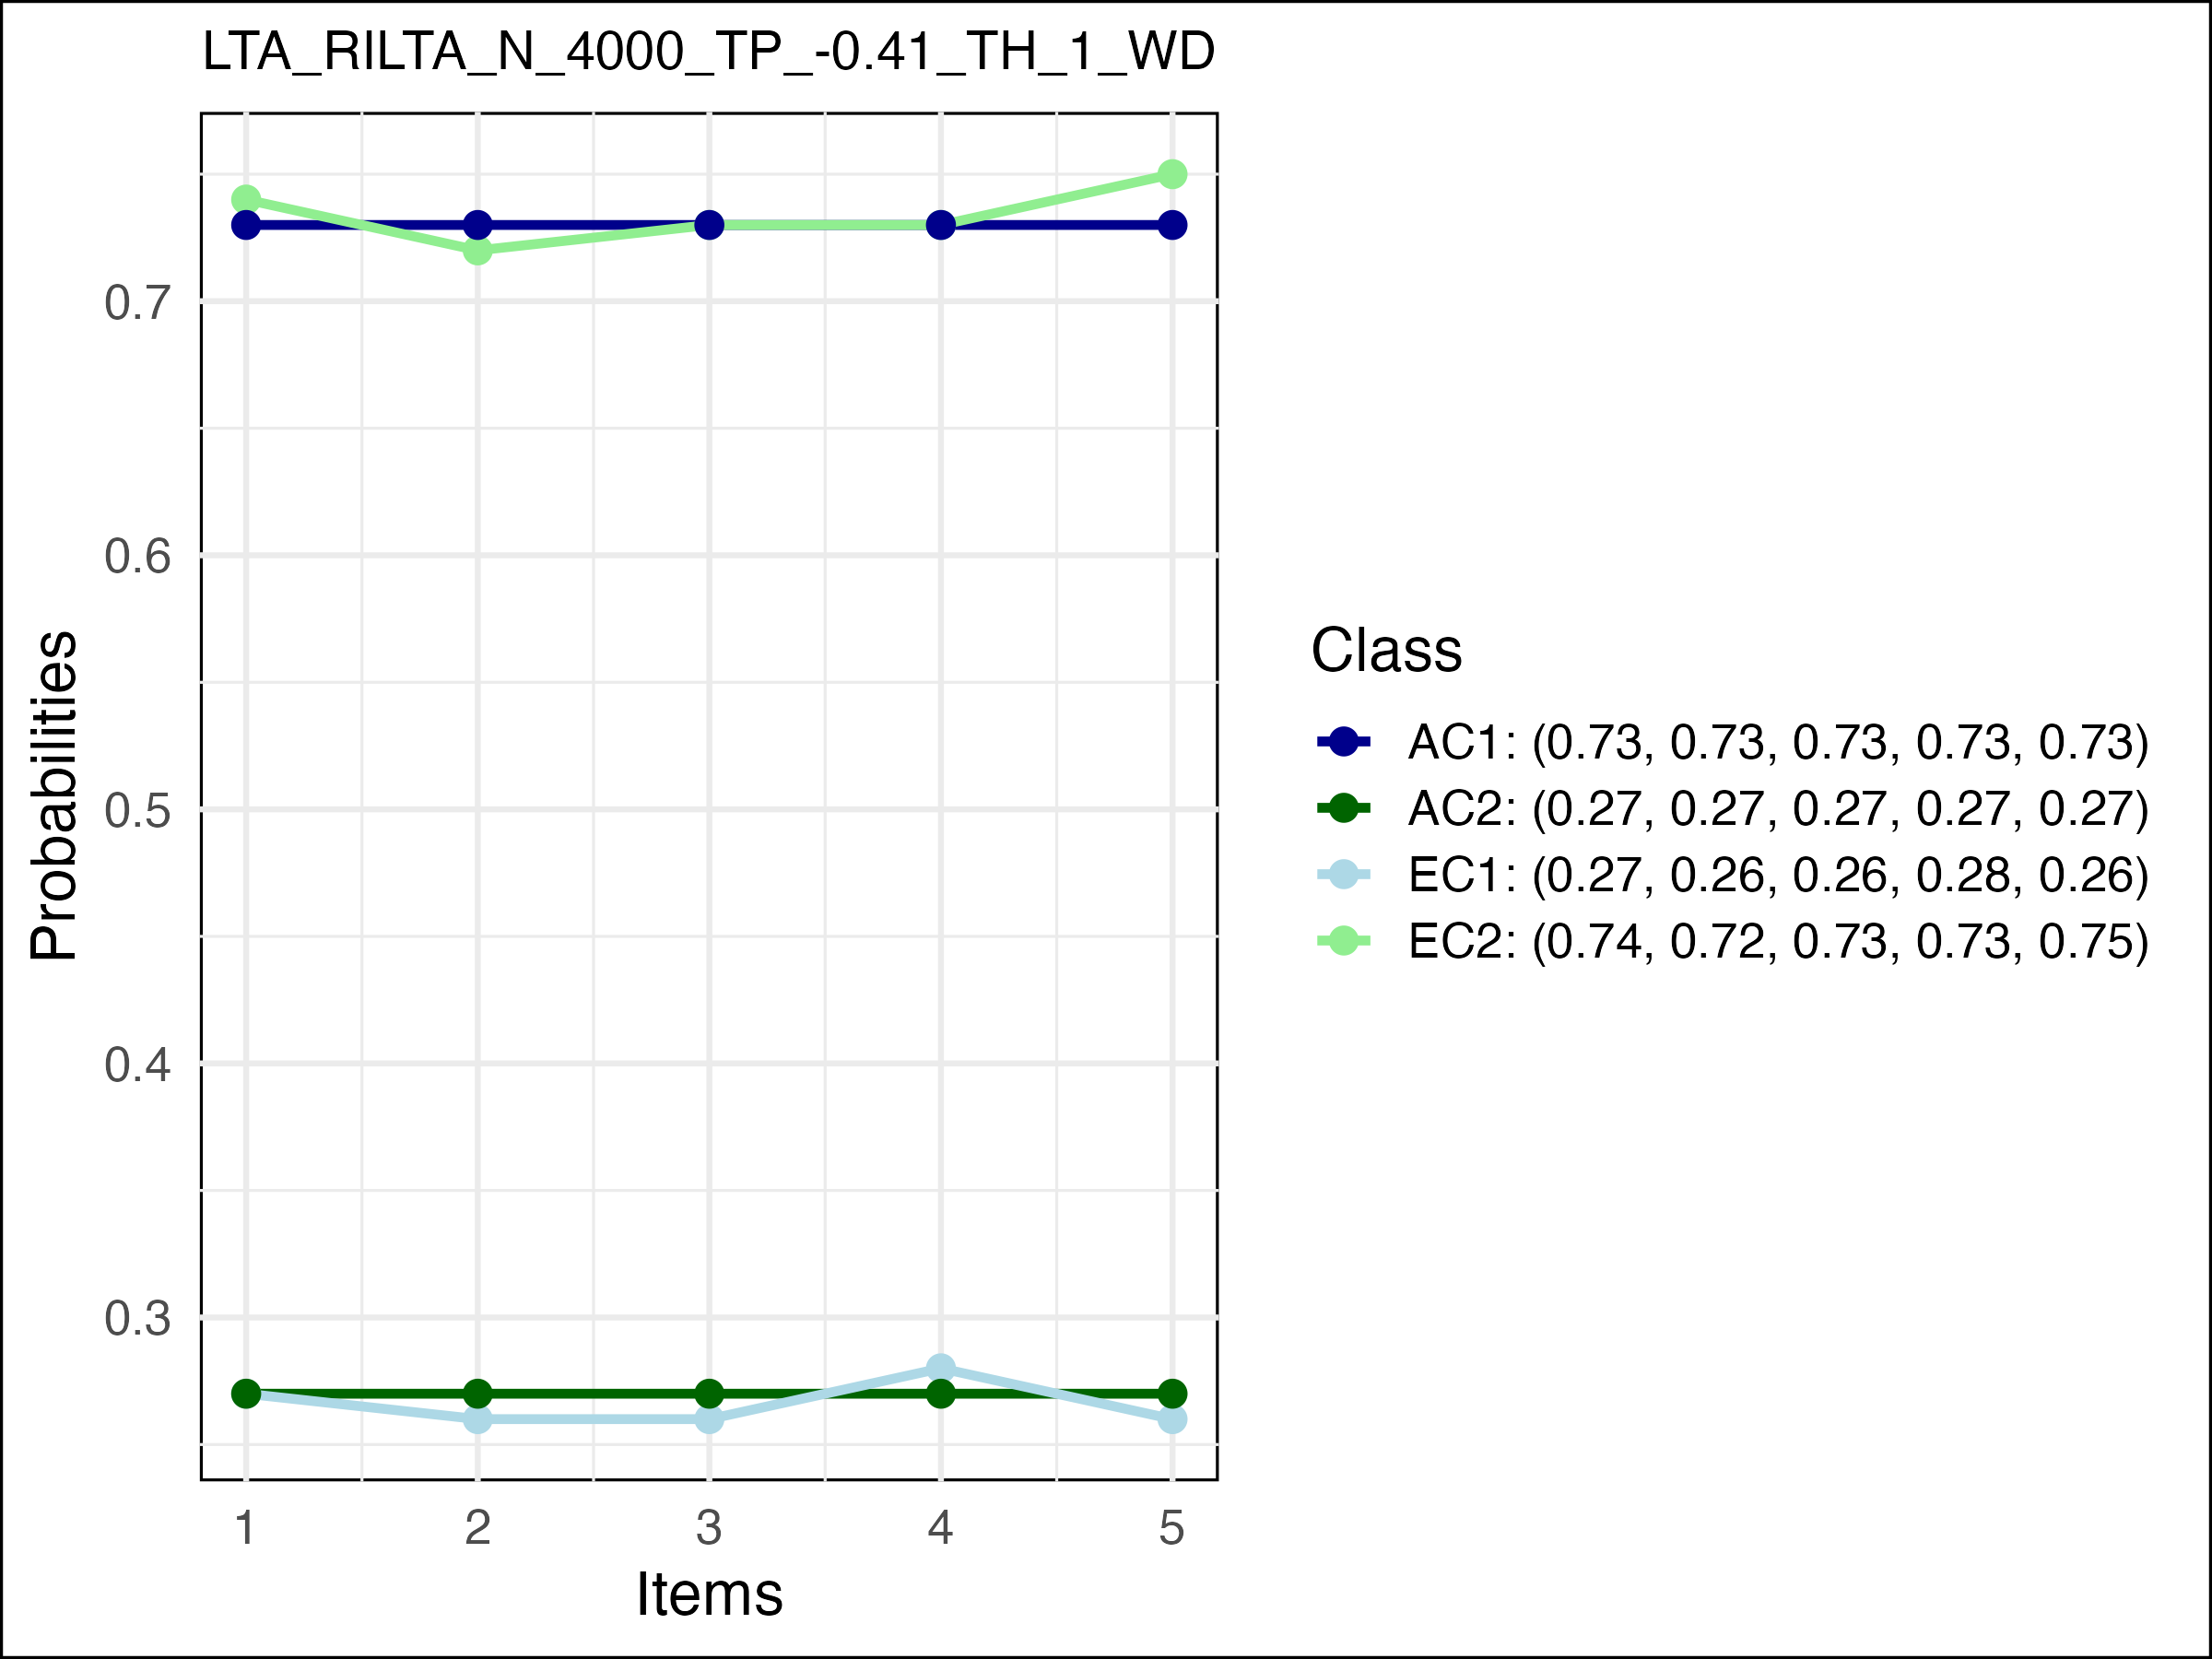 LTA_RILTA_N_4000_TP_-0.41_TH_1_WD
Probabilities
0.7
0.6
0.5
0.4
0.3
1 2 3 4 5
Items
Class
AC1: (0.73, 0.73, 0.73, 0.73, 0.73)
AC2: (0.27, 0.27, 0.27, 0.27, 0.27)
EC1: (0.27, 0.26, 0.26, 0.28, 0.26)
EC2: (0.74, 0.72, 0.73, 0.73, 0.75)